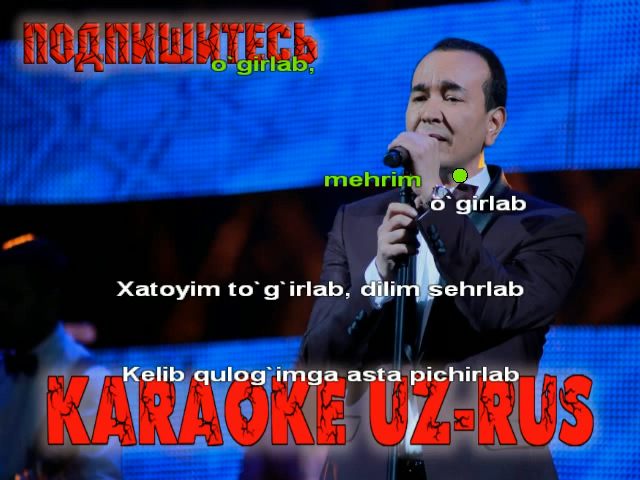 ПОДПИШИТЕСЬ
o`girlab,
mehrim
o`girlab
Xatoyim to`g`irlab, dilim sehrlab
Kelib qulog`imga asta pichirlab
KARAOKE UZ-RUS